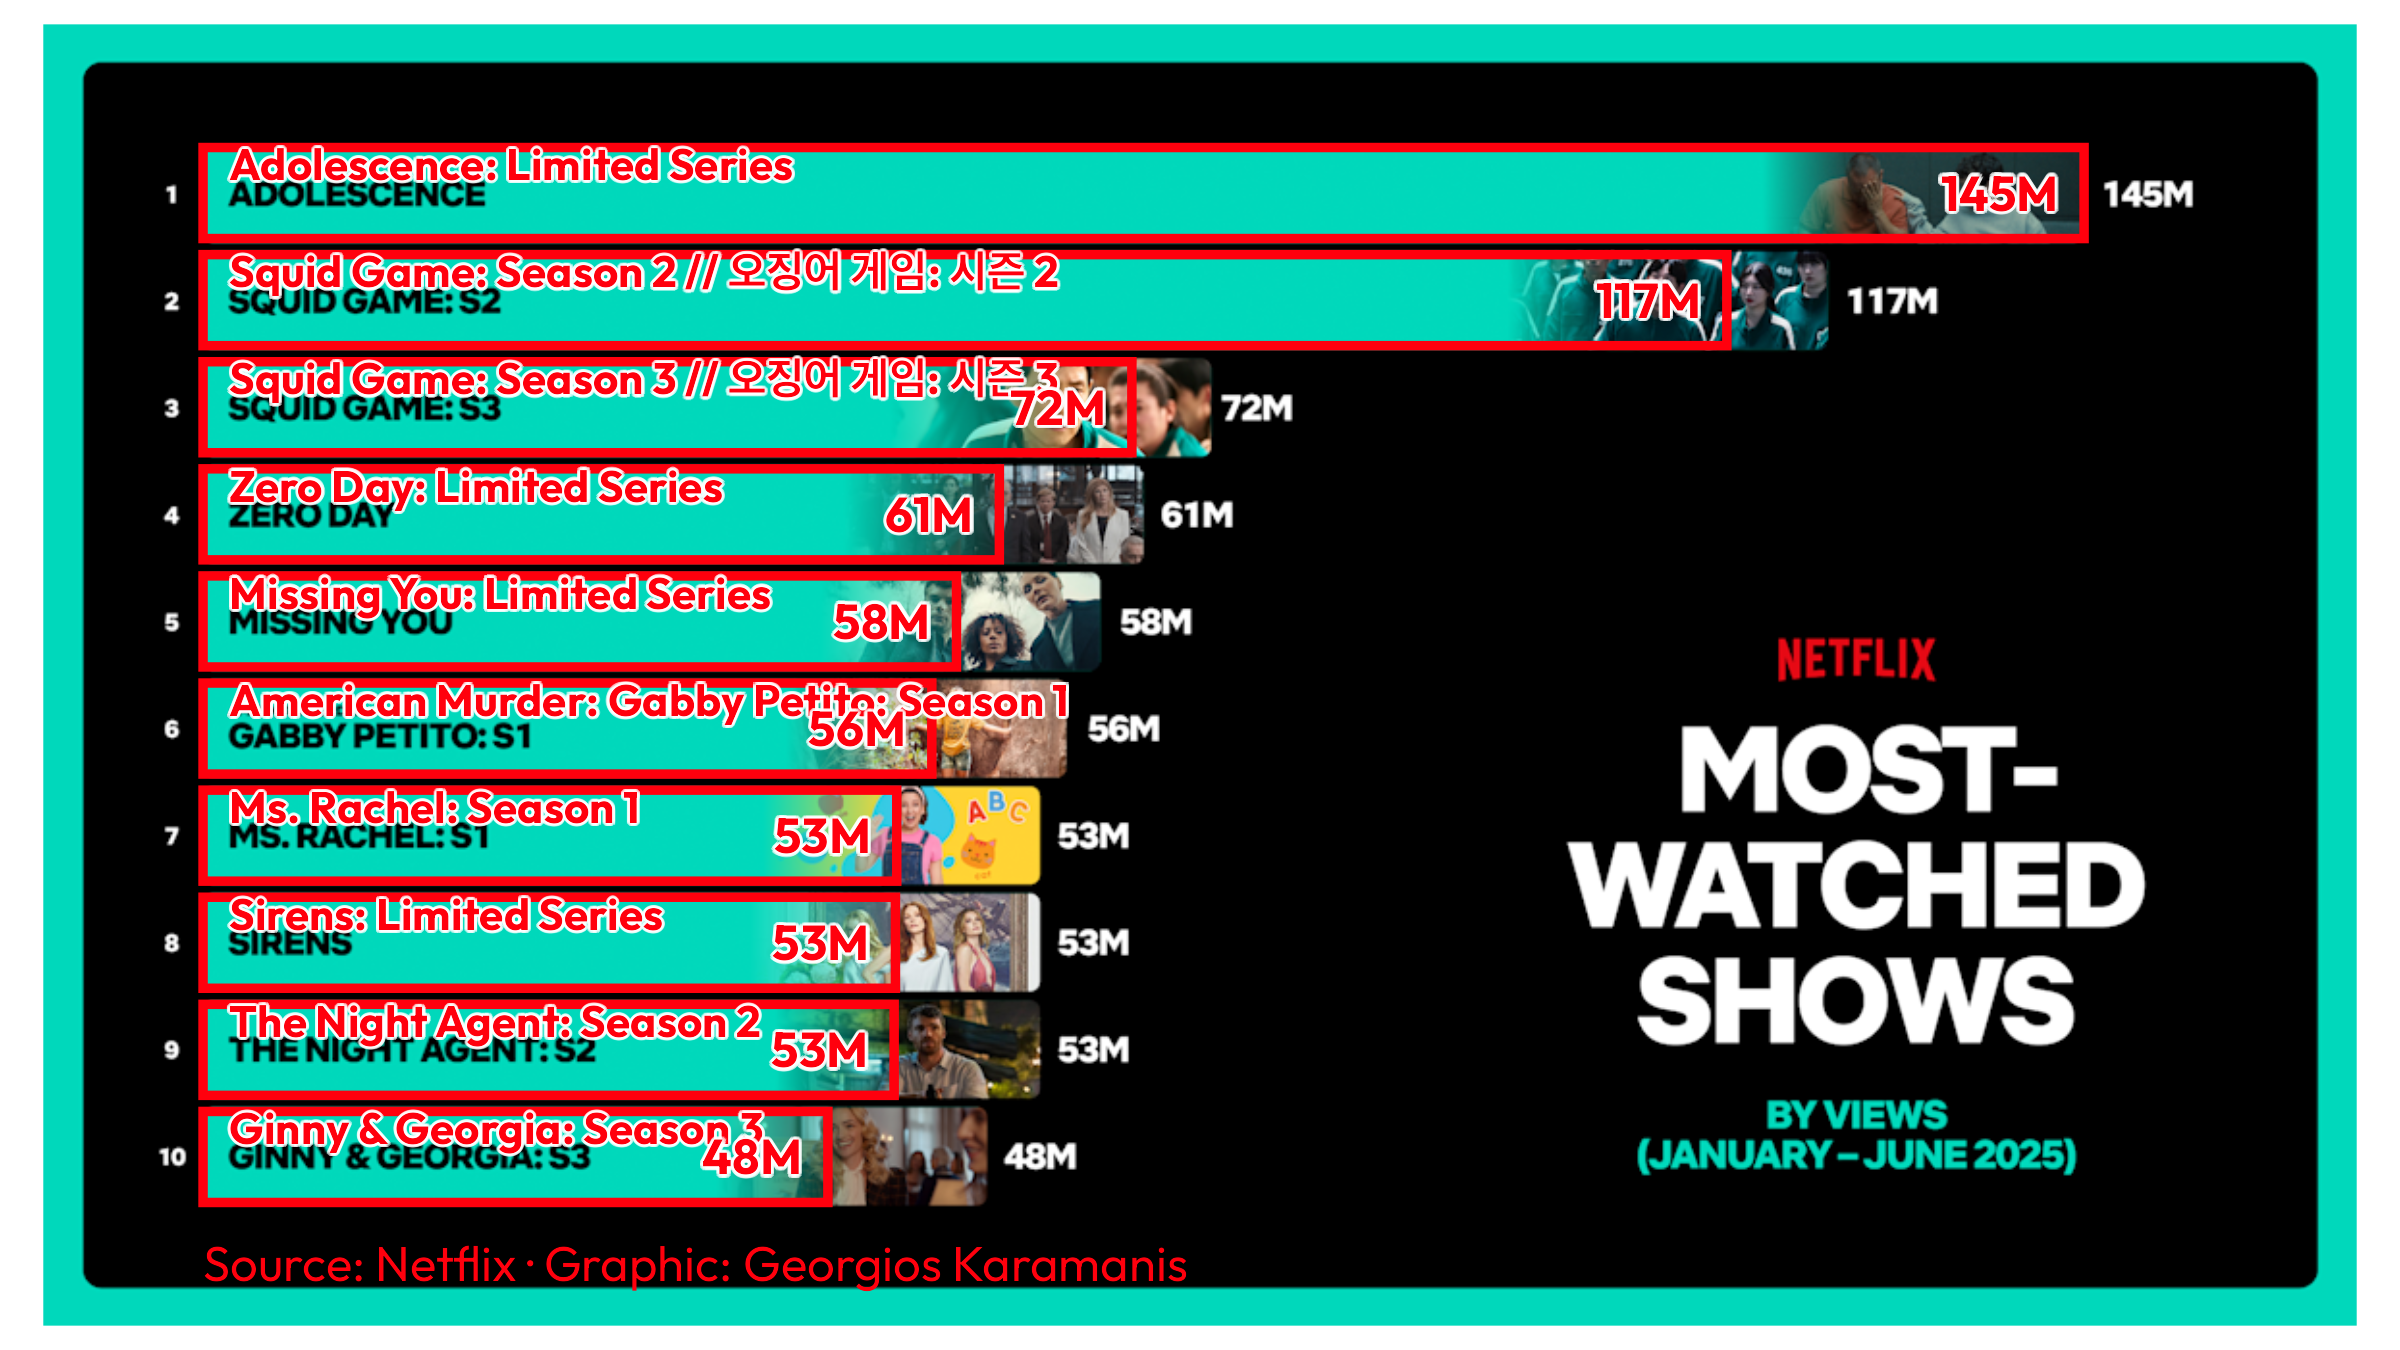 1
Adolescence: Limited Series
ADOLESCENCE
145M
145M
2
Squid Game: Season 2 // 오징어 게임: 시즌 2
SQUID GAME: S2
117M
117M
3
Squid Game: Season 3 // 오징어 게임: 시즌 3
SQUID GAME: S3
72M
72M
4
Zero Day: Limited Series
ZERO DAY
61M
61M
5
Missing You: Limited Series
MISSING YOU
58M
58M
6
American Murder: Gabby Petito: Season 1
GABBY PETITO: S1
56M
56M
7
Ms. Rachel: Season 1
MS. RACHEL: S1
53M
ABC
53M
8
Sirens: Limited Series
SIRENS
53M
53M
9
The Night Agent: Season 2
THE NIGHT AGENT: S2
53M
53M
10
Ginny & Georgia: Season 3
GINNY & GEORGIA: S3
48M
48M
NETFLIX
MOST-
WATCHED
SHOWS
BY VIEWS
(JANUARY – JUNE 2025)
Source: Netflix · Graphic: Georgios Karamanis